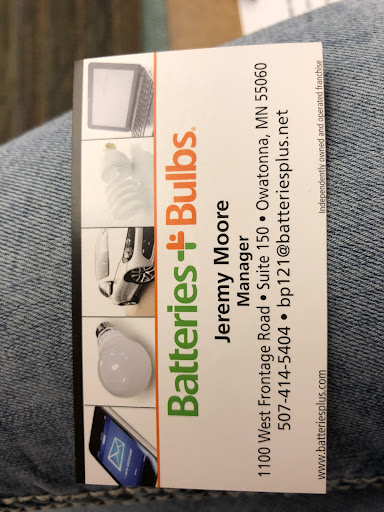 Batteries+Bulbs®
Jeremy Moore
Manager
1100 West Frontage Road • Suite 150 • Owatonna, MN 55060
507-414-5404 • bp121@batteriesplus.net
www.batteriesplus.com
Independently owned and operated franchise